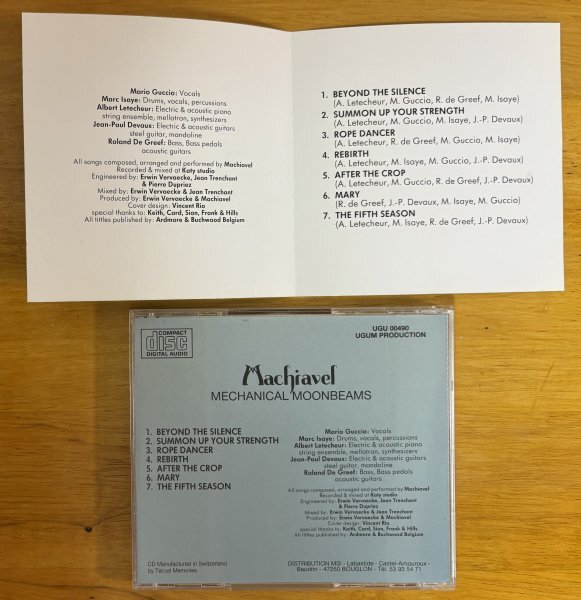 Mario Guccio: Vocals
Marc Isaye: Drums, vocals, percussions
Albert Letecheur: Electric & acoustic piano
string ensemble, mellotron, synthesizers
Jean-Paul Devaux: Electric & acoustic guitars
steel guitar, mandoline
Roland De Greef: Bass, Bass pedals
acoustic guitars
All songs composed, arranged and performed by Machiavel
Recorded & mixed at Katy studio
Engineered by: Erwin Vervaecke, Jean Trenchant
& Pierre Dupriez
Mixed by: Erwin Vervaecke & Jean Trenchant
Produced by: Erwin Vervaecke & Machiavel
Cover design: Vincent Rio
special thanks to: Keith, Card, Sion, Frank & Hills
All tittles published by: Ardmore & Buchwood Belgium
1. BEYOND THE SILENCE
(A. Letecheur, M. Guccio, R. de Greef, M. Isaye)
2. SUMMON UP YOUR STRENGTH
(A. Letecheur, M. Guccio, M. Isaye, J.-P. Devaux)
3. ROPE DANCER
(A. Letecheur, R. de Greef, M. Guccio, M. Isaye)
4. REBIRTH
(A. Letecheur, M. Isaye, M. Guccio, J.-P. Devaux)
5. AFTER THE CROP
(A. Letecheur, M. Guccio, R. de Greef, J.-P. Devaux)
6. MARY
(R. de Greef, J.-P. Devaux, M. Isaye, M. Guccio)
7. THE FIFTH SEASON
(A. Letecheur, M. Isaye, R. de Greef, J.-P. Devaux)
COMPACT
disc
DIGITAL AUDIO
UGU 00490
UGUM PRODUCTION
Machiavel
MECHANICAL MOONBEAMS
1. BEYOND THE SILENCE
2. SUMMON UP YOUR STRENGTH
3. ROPE DANCER
4. REBIRTH
5. AFTER THE CROP
6. MARY
7. THE FIFTH SEASON
Mario Guccio: Vocals
Marc Isaye: Drums, vocals, percussions
Albert Letecheur: Electric & acoustic piano
string ensemble, mellotron, synthesizers
Jean-Paul Devaux: Electric & acoustic guitars
steel guitar, mandoline
Roland De Greef: Bass, Bass pedals
acoustic guitars
All songs composed, arranged and performed by Machiavel
Recorded & mixed at Katy studio
Engineered by: Erwin Vervaecke, Jean Trenchant
& Pierre Dupriez
Mixed by: Erwin Vervaecke & Jean Trenchant
Produced by: Erwin Vervaecke & Machiavel
Cover design: Vincent Rio
special thanks to: Keith, Card, Sion, Frank & Hills
All titles published by: Ardmore & Buchwood Belgium
CD Manufactured in Switzerland
by Tacval Memories
DISTRIBUTION MSI - Labastide - Castel-Amouroux -
Baudrin - 47250 BOUGLON - Tél. 53 93 54 71